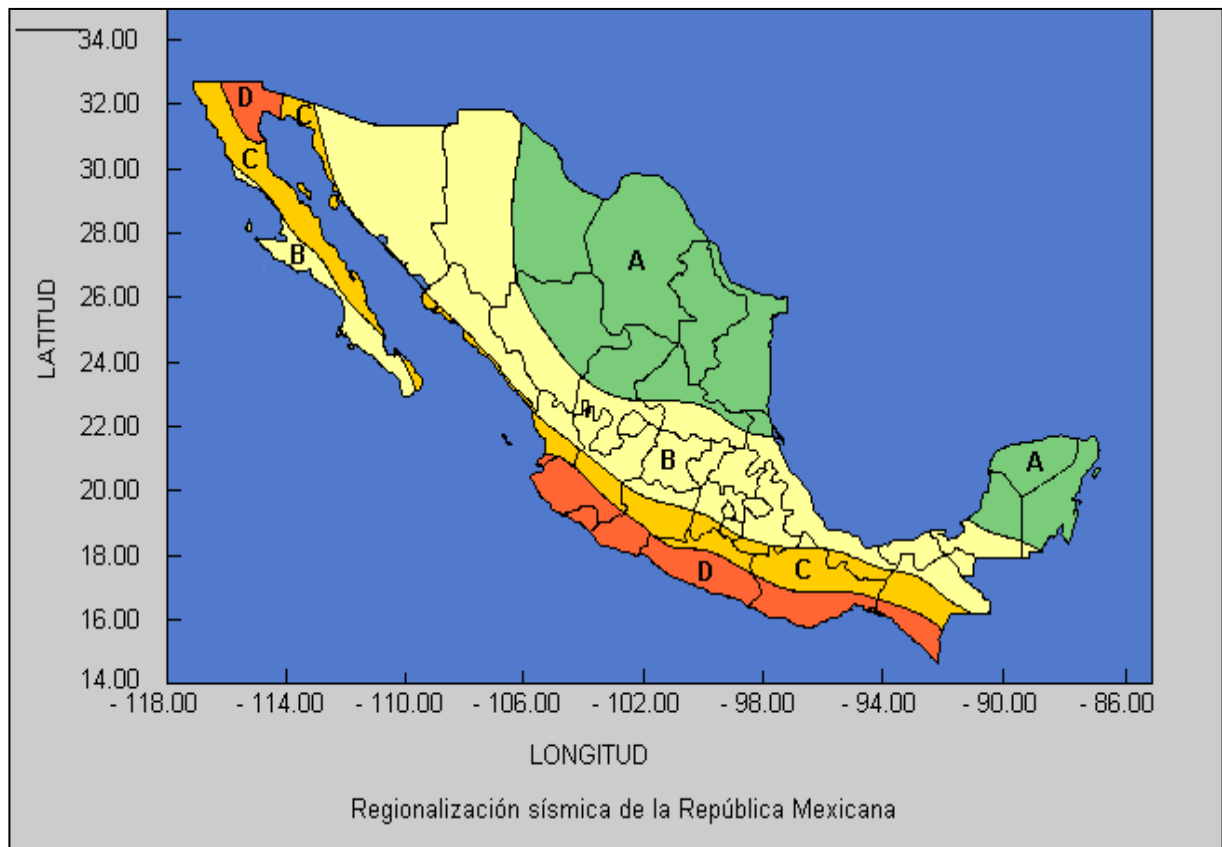 34.00
32.00
30.00
28.00
26.00
24.00
22.00
20.00
18.00
16.00
14.00
LATITUD
D
C
C
B
A
A
B
D
C
- 118.00 - 114.00 - 110.00 - 106.00 - 102.00 - 98.00 - 94.00 - 90.00 - 86.00
LONGITUD
Regionalización sísmica de la República Mexicana